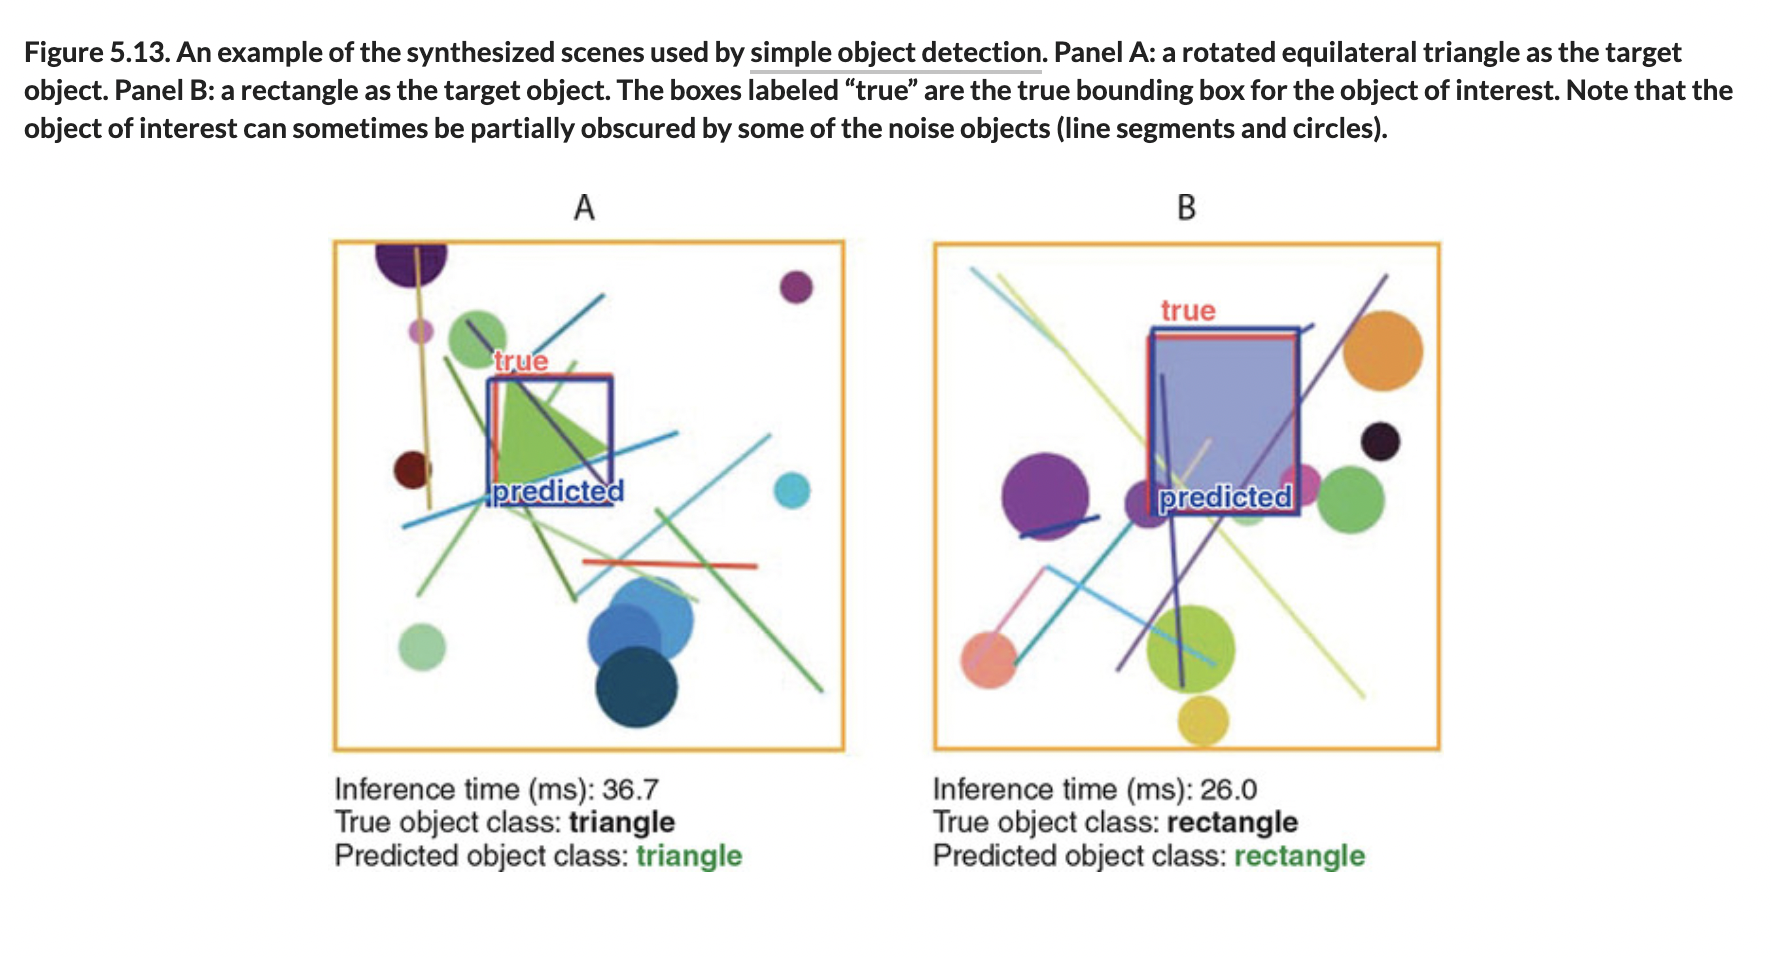 Figure 5.13. An example of the synthesized scenes used by simple object detection. Panel A: a rotated equilateral triangle as the target
object. Panel B: a rectangle as the target object. The boxes labeled “true” are the true bounding box for the object of interest. Note that the
object of interest can sometimes be partially obscured by some of the noise objects (line segments and circles).
A
true
predicted
Inference time (ms): 36.7
True object class: triangle
Predicted object class: triangle
B
true
predicted
Inference time (ms): 26.0
True object class: rectangle
Predicted object class: rectangle